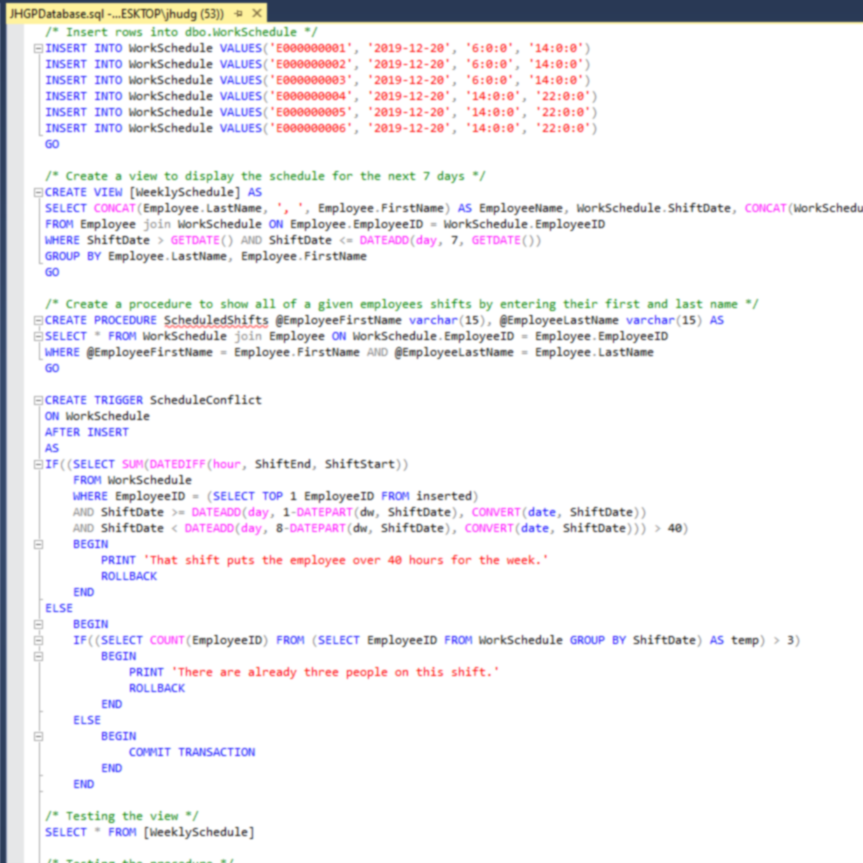 JHGPDatabase.sql -...ESKTOP\jhudg (53))
/* Insert rows into dbo.WorkSchedule */
INSERT INTO WorkSchedule VALUES('E000000001', '2019-12-20', '6:0:0', '14:0:0')
INSERT INTO WorkSchedule VALUES('E000000002', '2019-12-20', '6:0:0', '14:0:0')
INSERT INTO WorkSchedule VALUES('E000000003', '2019-12-20', '6:0:0', '14:0:0')
INSERT INTO WorkSchedule VALUES('E000000004', '2019-12-20', '14:0:0', '22:0:0')
INSERT INTO WorkSchedule VALUES('E000000005', '2019-12-20', '14:0:0', '22:0:0')
INSERT INTO WorkSchedule VALUES('E000000006', '2019-12-20', '14:0:0', '22:0:0')
GO
/* Create a view to display the schedule for the next 7 days */
CREATE VIEW [WeeklySchedule] AS
SELECT CONCAT(Employee.LastName, ', ', Employee.FirstName) AS EmployeeName, WorkSchedule.ShiftDate, CONCAT(WorkSchedu
FROM Employee join WorkSchedule ON Employee.EmployeeID = WorkSchedule.EmployeeID
WHERE ShiftDate > GETDATE() AND ShiftDate <= DATEADD(day, 7, GETDATE())
GROUP BY Employee.LastName, Employee.FirstName
GO
/* Create a procedure to show all of a given employees shifts by entering their first and last name */
CREATE PROCEDURE ScheduledShifts @EmployeeFirstName varchar(15), @EmployeeLastName varchar(15) AS
SELECT * FROM WorkSchedule join Employee ON WorkSchedule.EmployeeID = Employee.EmployeeID
WHERE @EmployeeFirstName = Employee.FirstName AND @EmployeeLastName = Employee.LastName
GO
CREATE TRIGGER ScheduleConflict
ON WorkSchedule
AFTER INSERT
AS
IF((SELECT SUM(DATEDIFF(hour, ShiftEnd, ShiftStart))
FROM WorkSchedule
WHERE EmployeeID = (SELECT TOP 1 EmployeeID FROM inserted)
AND ShiftDate >= DATEADD(day, 1-DATEPART(dw, ShiftDate), CONVERT(date, ShiftDate))
AND ShiftDate < DATEADD(day, 8-DATEPART(dw, ShiftDate), CONVERT(date, ShiftDate))) > 40)
BEGIN
PRINT 'That shift puts the employee over 40 hours for the week.'
ROLLBACK
END
ELSE
BEGIN
IF((SELECT COUNT(EmployeeID) FROM (SELECT EmployeeID FROM WorkSchedule GROUP BY ShiftDate) AS temp) > 3)
BEGIN
PRINT 'There are already three people on this shift.'
ROLLBACK
END
ELSE
BEGIN
COMMIT TRANSACTION
END
END
/* Testing the view */
SELECT * FROM [WeeklySchedule]
/* Testing the procedure */